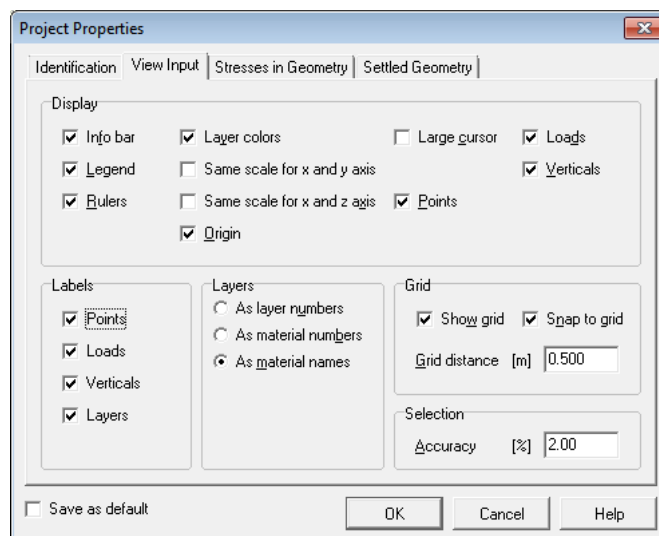 Project Properties
Identification View Input Stresses in Geometry Settled Geometry
Display
Info bar Layer colors Large cursor Loads
Legend Same scale for x and y axis Verticals
Rulers Same scale for x and z axis Points
Origin
Labels Layers Grid
Points As layer numbers Show grid Snap to grid
Loads As material numbers
Verticals As material names Grid distance [m] 0.500
Layers
Selection
Accuracy [%] 2.00
Save as default OK Cancel Help